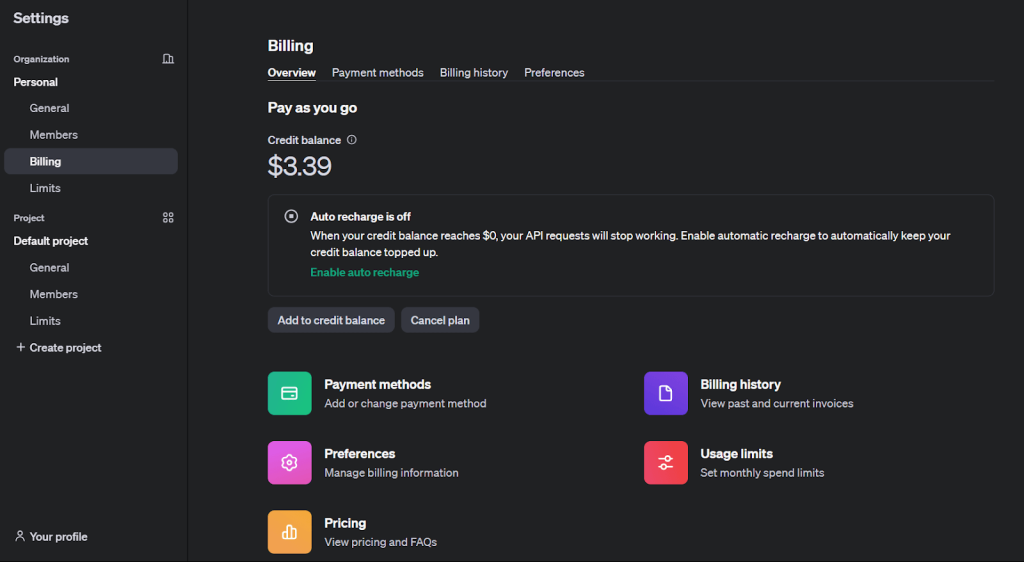 Settings
Organization
Personal
General
Members
Billing
Limits
Project
Default project
General
Members
Limits
+ Create project
Your profile
Billing
Overview Payment methods Billing history Preferences
Pay as you go
Credit balance
$3.39
Auto recharge is off
When your credit balance reaches $0, your API requests will stop working. Enable automatic recharge to automatically keep your
credit balance topped up.
Enable auto recharge
Add to credit balance Cancel plan
Payment methods
Add or change payment method
Billing history
View past and current invoices
Preferences
Manage billing information
Usage limits
Set monthly spend limits
Pricing
View pricing and FAQs